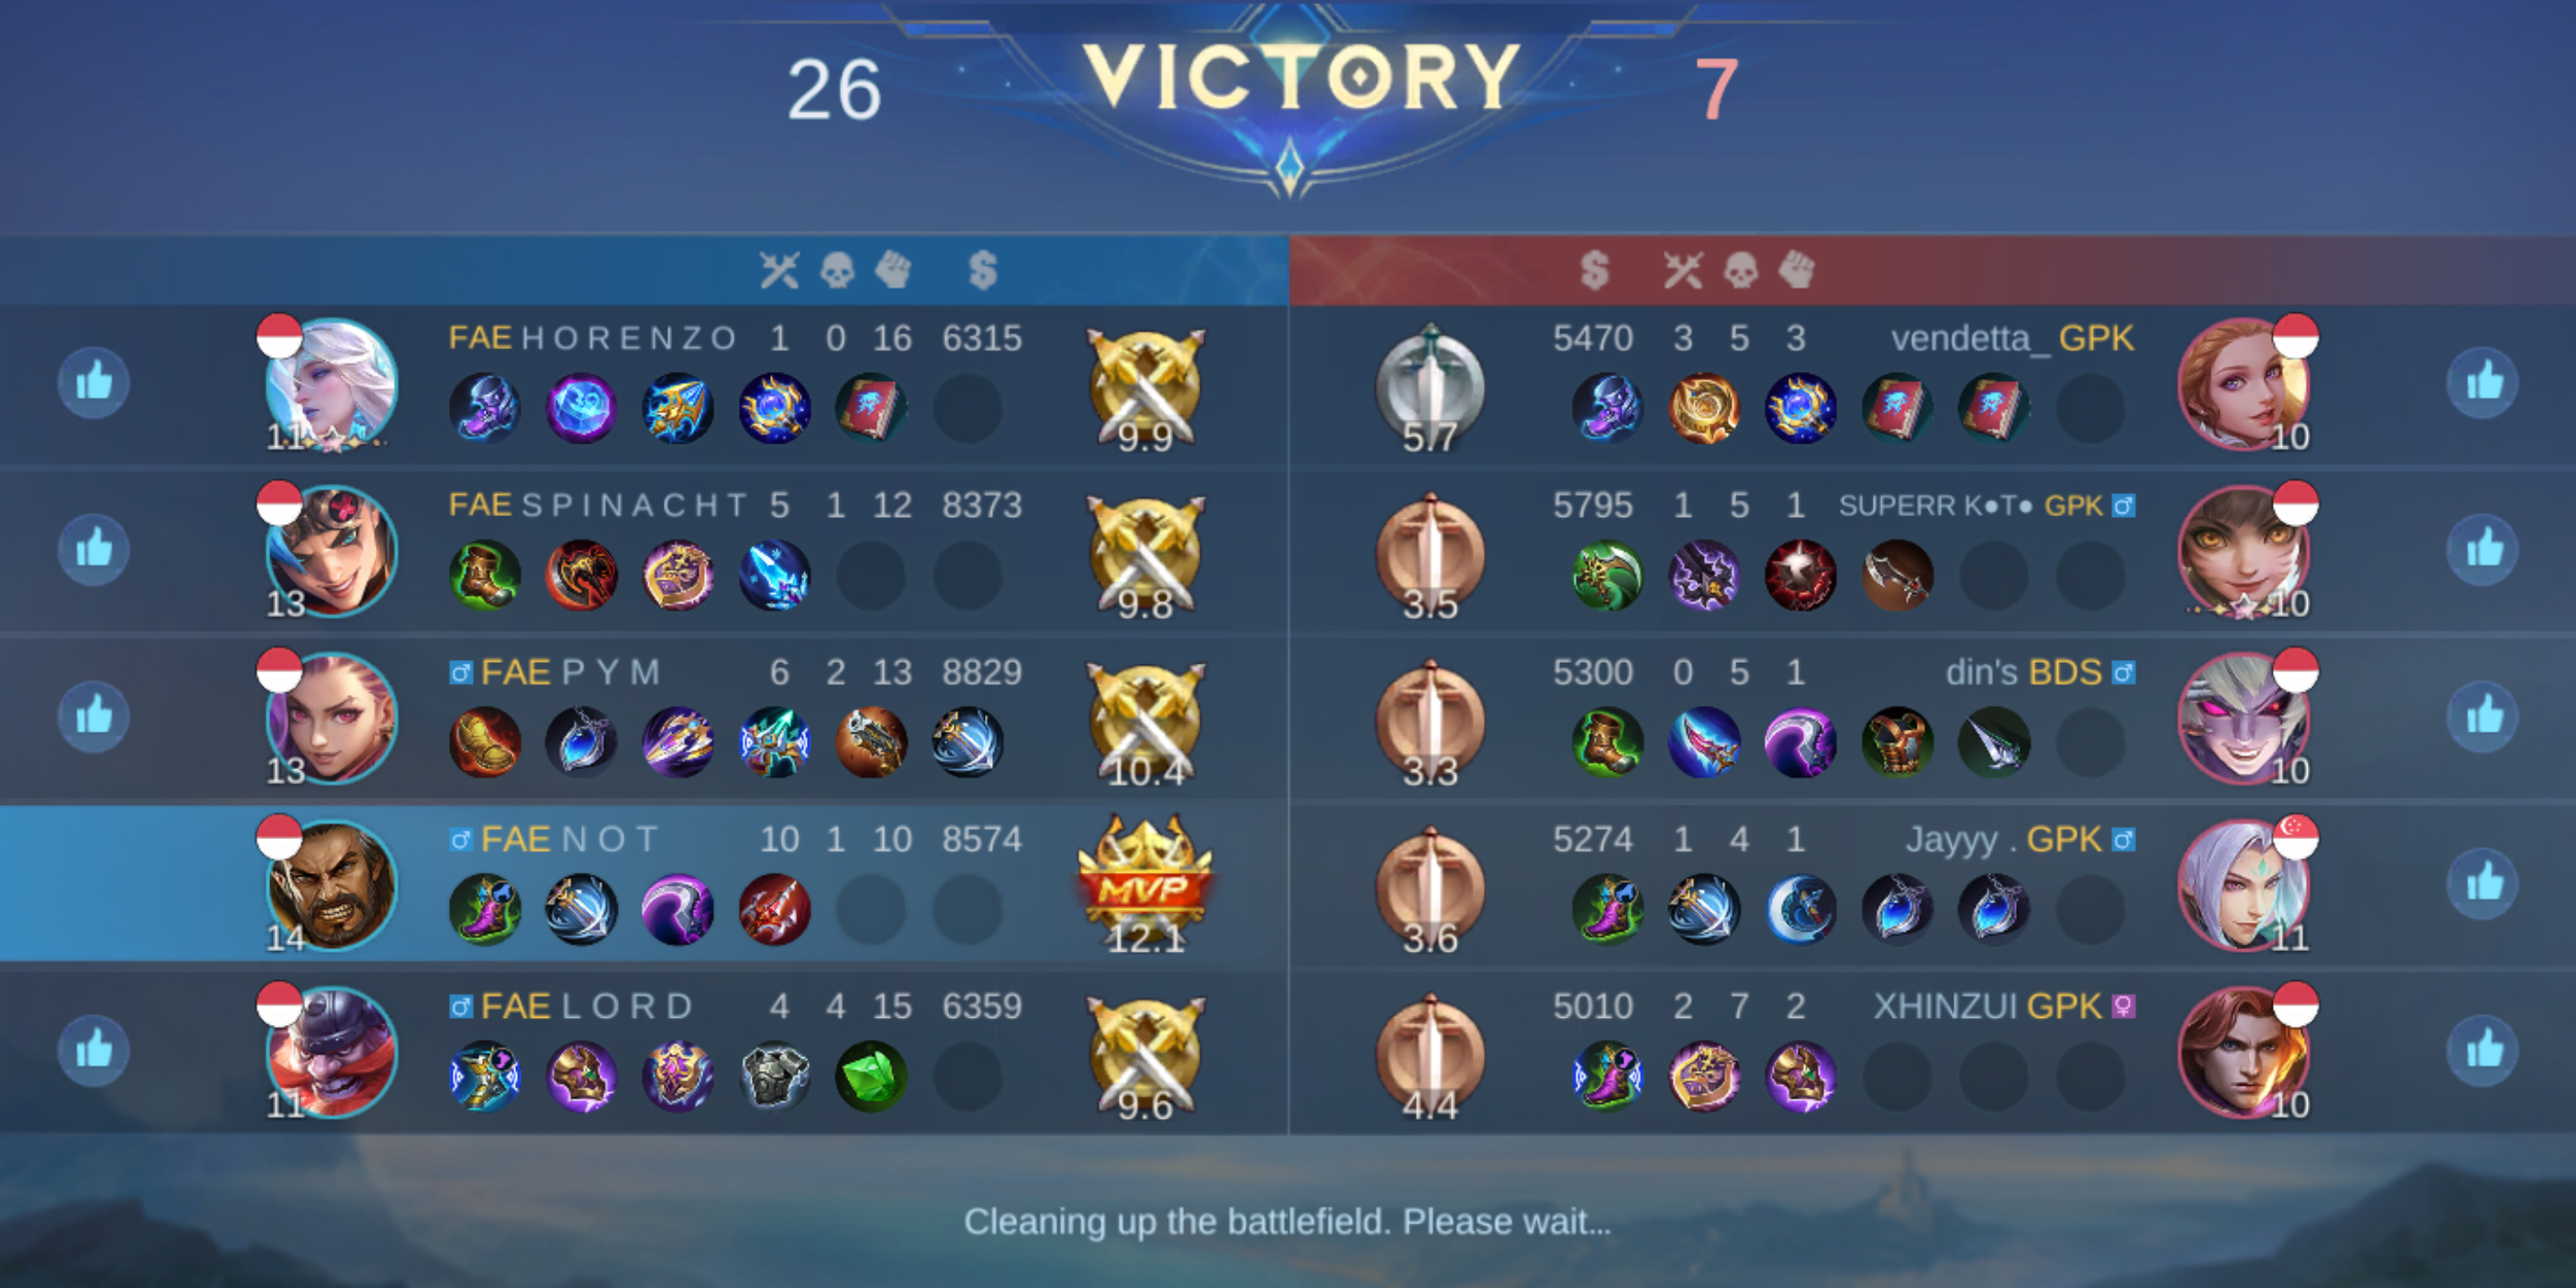 26 VICTORY 7
FAE HORENZO 1 0 16 6315
11 9.9
5470 3 5 3 vendetta_ GPK
5.7 10
FAE SPINACHT 5 1 12 8373
13 9.8
5795 1 5 1 SUPERR K●T● GPK ♂
3.5 10
♂ FAE PYM 6 2 13 8829
13 10.4
5300 0 5 1 din's BDS ♂
3.3 10
♂ FAE NOT 10 1 10 8574
MVP
14 12.1
5274 1 4 1 Jayyy . GPK ♂
3.6 11
♂ FAE LORD 4 4 15 6359
11 9.6
5010 2 7 2 XHINZUI GPK ♀
4.4 10
Cleaning up the battlefield. Please wait...